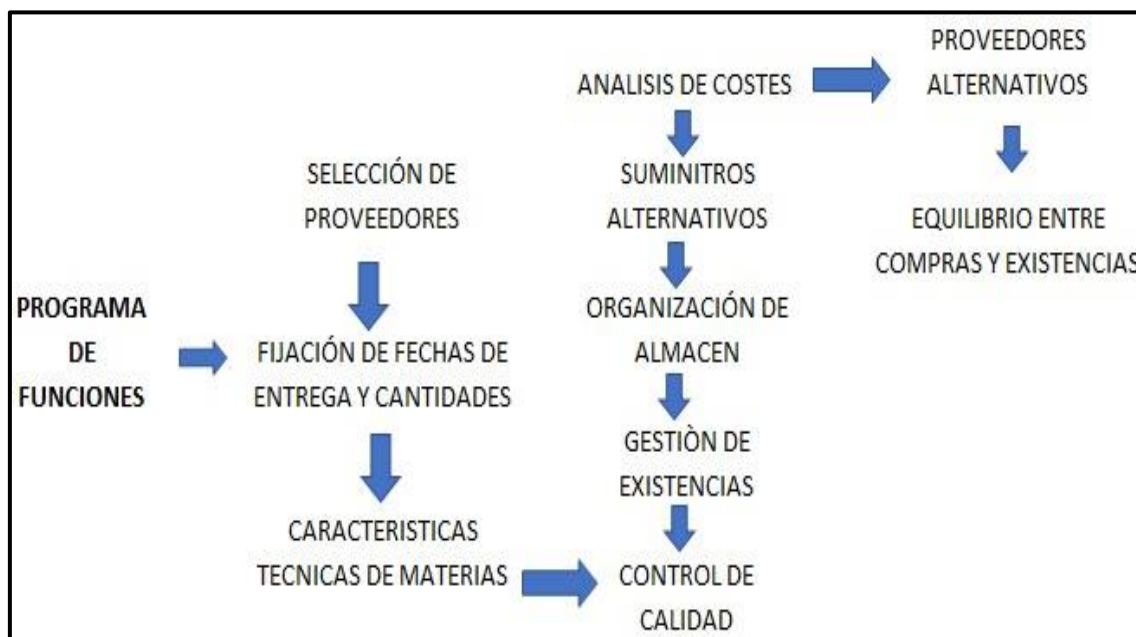 PROGRAMA
DE
FUNCIONES
SELECCIÓN DE
PROVEEDORES
FIJACIÓN DE FECHAS DE
ENTREGA Y CANTIDADES
CARACTERISTICAS
TECNICAS DE MATERIAS
ANALISIS DE COSTES
SUMINITROS
ALTERNATIVOS
ORGANIZACIÓN DE
ALMACEN
GESTIÒN DE
EXISTENCIAS
CONTROL DE
CALIDAD
PROVEEDORES
ALTERNATIVOS
EQUILIBRIO ENTRE
COMPRAS Y EXISTENCIAS